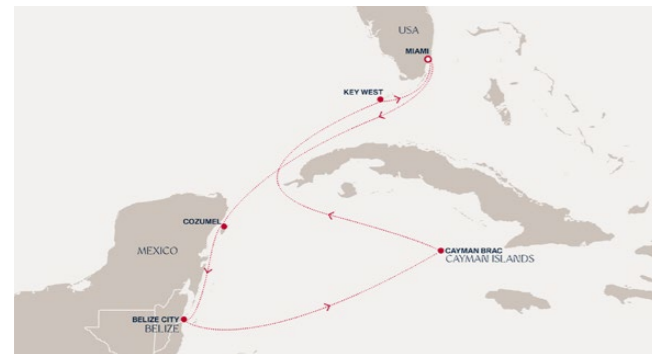 USA
MIAMI
KEY WEST
COZUMEL
MEXICO
CAYMAN BRAC
CAYMAN ISLANDS
BELIZE CITY
BELIZE